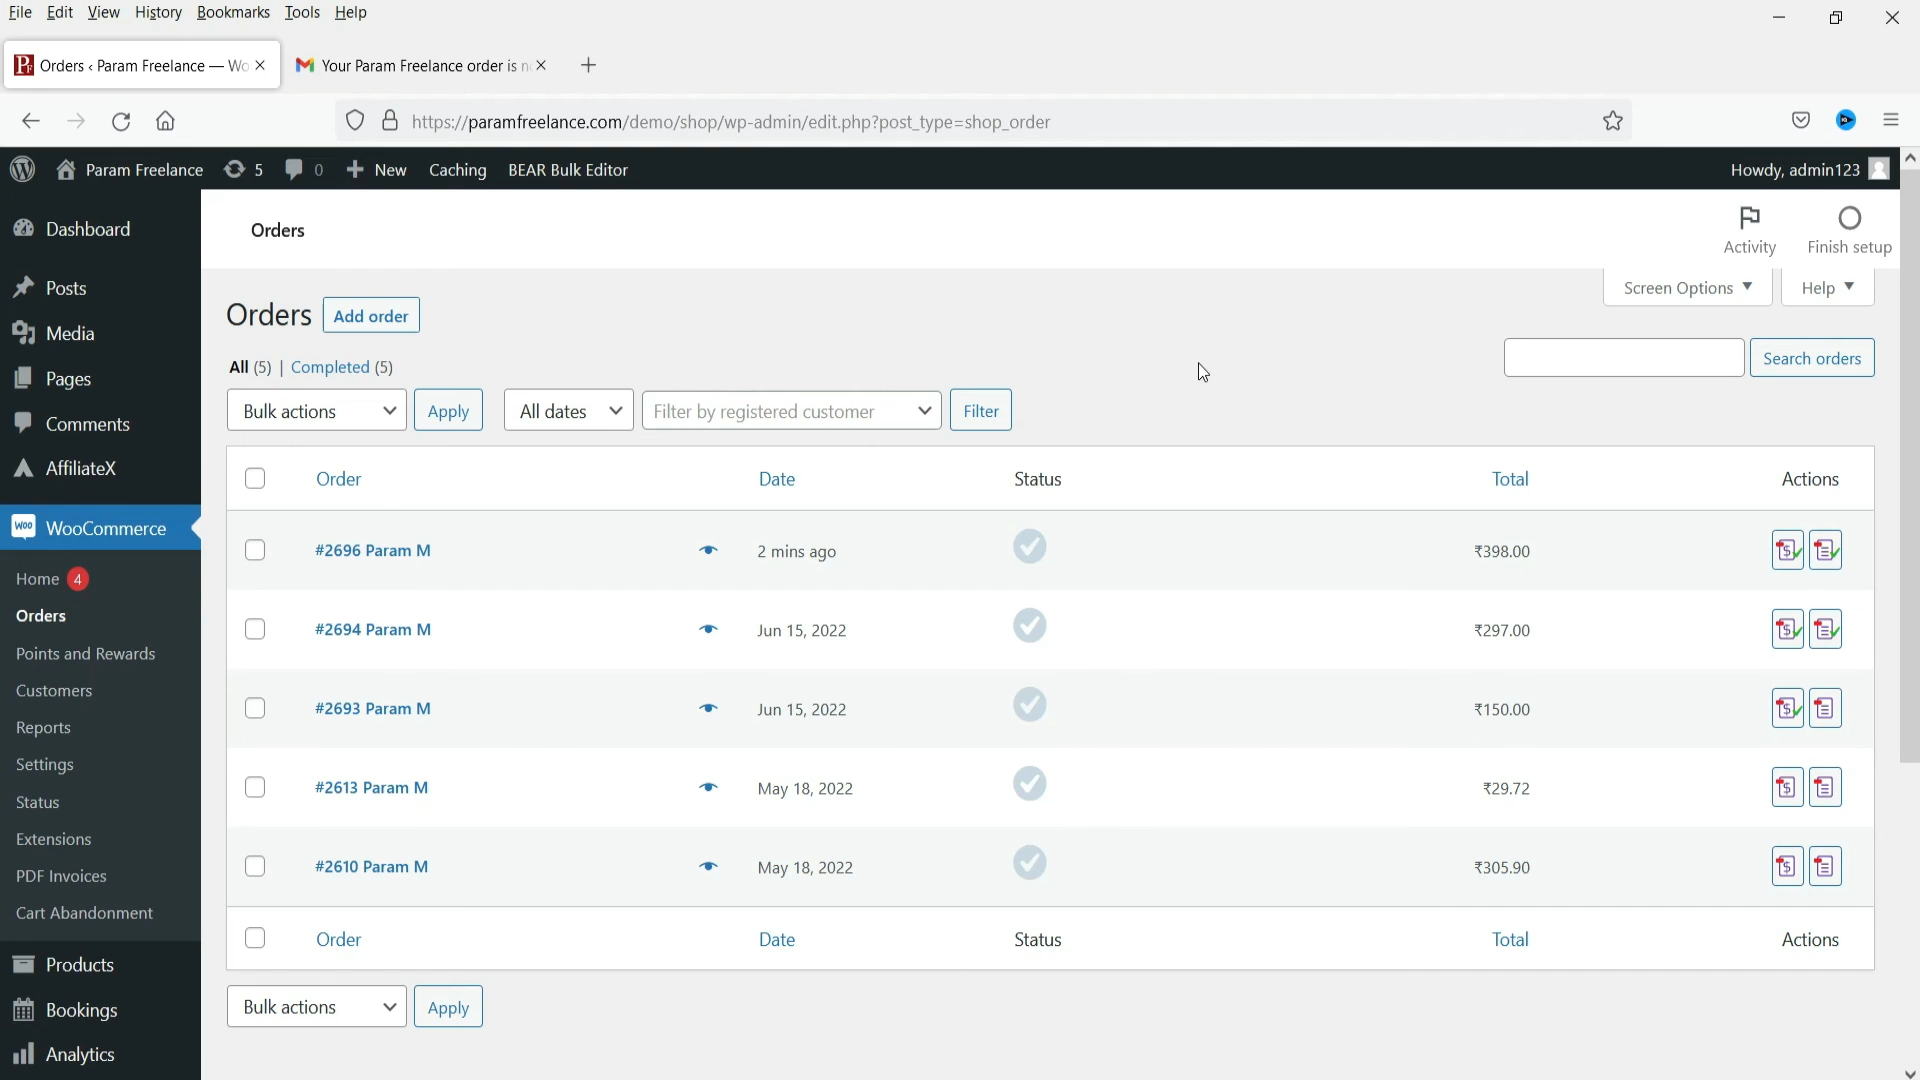 File Edit View History Bookmarks Tools Help
Orders ‹ Param Freelance — Wo
Your Param Freelance order is n
https://paramfreelance.com/demo/shop/wp-admin/edit.php?post_type=shop_order
Param Freelance 5 0 New Caching BEAR Bulk Editor Howdy, admin123
Dashboard
Posts
Media
Pages
Comments
AffiliateX
Woo WooCommerce
Home 4
Orders
Points and Rewards
Customers
Reports
Settings
Status
Extensions
PDF Invoices
Cart Abandonment
Products
Bookings
Analytics
Orders
Activity Finish setup
Screen Options Help
Orders Add order
All (5) | Completed (5)
Search orders
Bulk actions Apply All dates Filter by registered customer Filter
Order Date Status Total Actions
#2696 Param M 2 mins ago ₹398.00
#2694 Param M Jun 15, 2022 ₹297.00
#2693 Param M Jun 15, 2022 ₹150.00
#2613 Param M May 18, 2022 ₹29.72
#2610 Param M May 18, 2022 ₹305.90
Order Date Status Total Actions
Bulk actions Apply